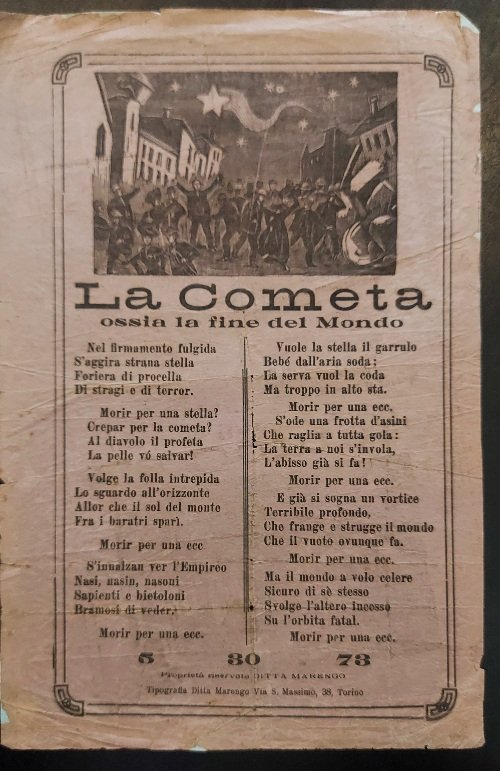 La Cometa
ossia la fine del Mondo
Nel firmamento fulgida
S'aggira strana stella
Foriera di procella
Di stragi e di terror.
Morir per una stella?
Crepar per la cometa?
Al diavolo il profeta
La pelle vó salvar!
Volge la folla intrepida
Lo sguardo all'orizzonte
Allor che il sol del monte
Fra i baratri sparì.
Morir per una ecc
S'innalzan ver l'Empireo
Nasi, nasin, nasoni
Sapienti e bietoloni
Bramosi di veder.
Morir per una ecc.
Vuole la stella il garrulo
Bebé dall'aria soda:
La serva vuol la coda
Ma troppo in alto sta.
Morir per una ecc.
S'ode una frotta d'asini
Che raglia a tutta gola:
La terra a noi s'invola,
L'abisso già si fa!
Morir per una ecc.
E già si sogna un vortice
Terribile profondo,
Che frange e strugge il mondo
Che il vuoto ovunque fa.
Morir per una ecc.
Ma il mondo a volo celere
Sicuro di sè stesso
Svolge l'altero incesso
Su l'orbita fatal.
Morir per una ecc.
5 30 73
Proprietà riservata DITTA MARENGO
Tipografia Ditta Marengo Via S. Massimo, 38, Torino